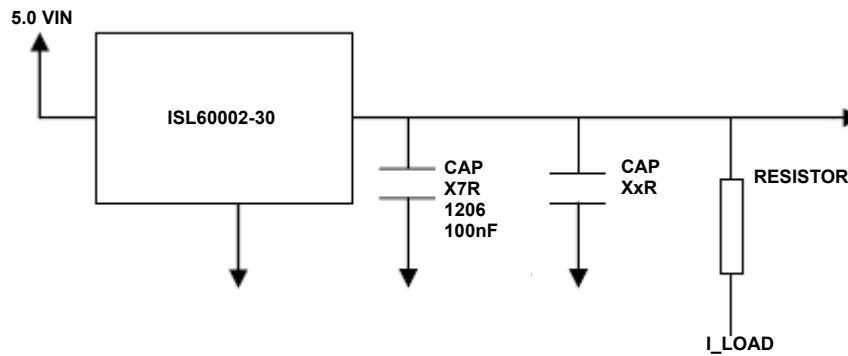 5.0 VIN
ISL60002-30
CAP
X7R
1206
100nF
CAP
XxR
RESISTOR
I_LOAD